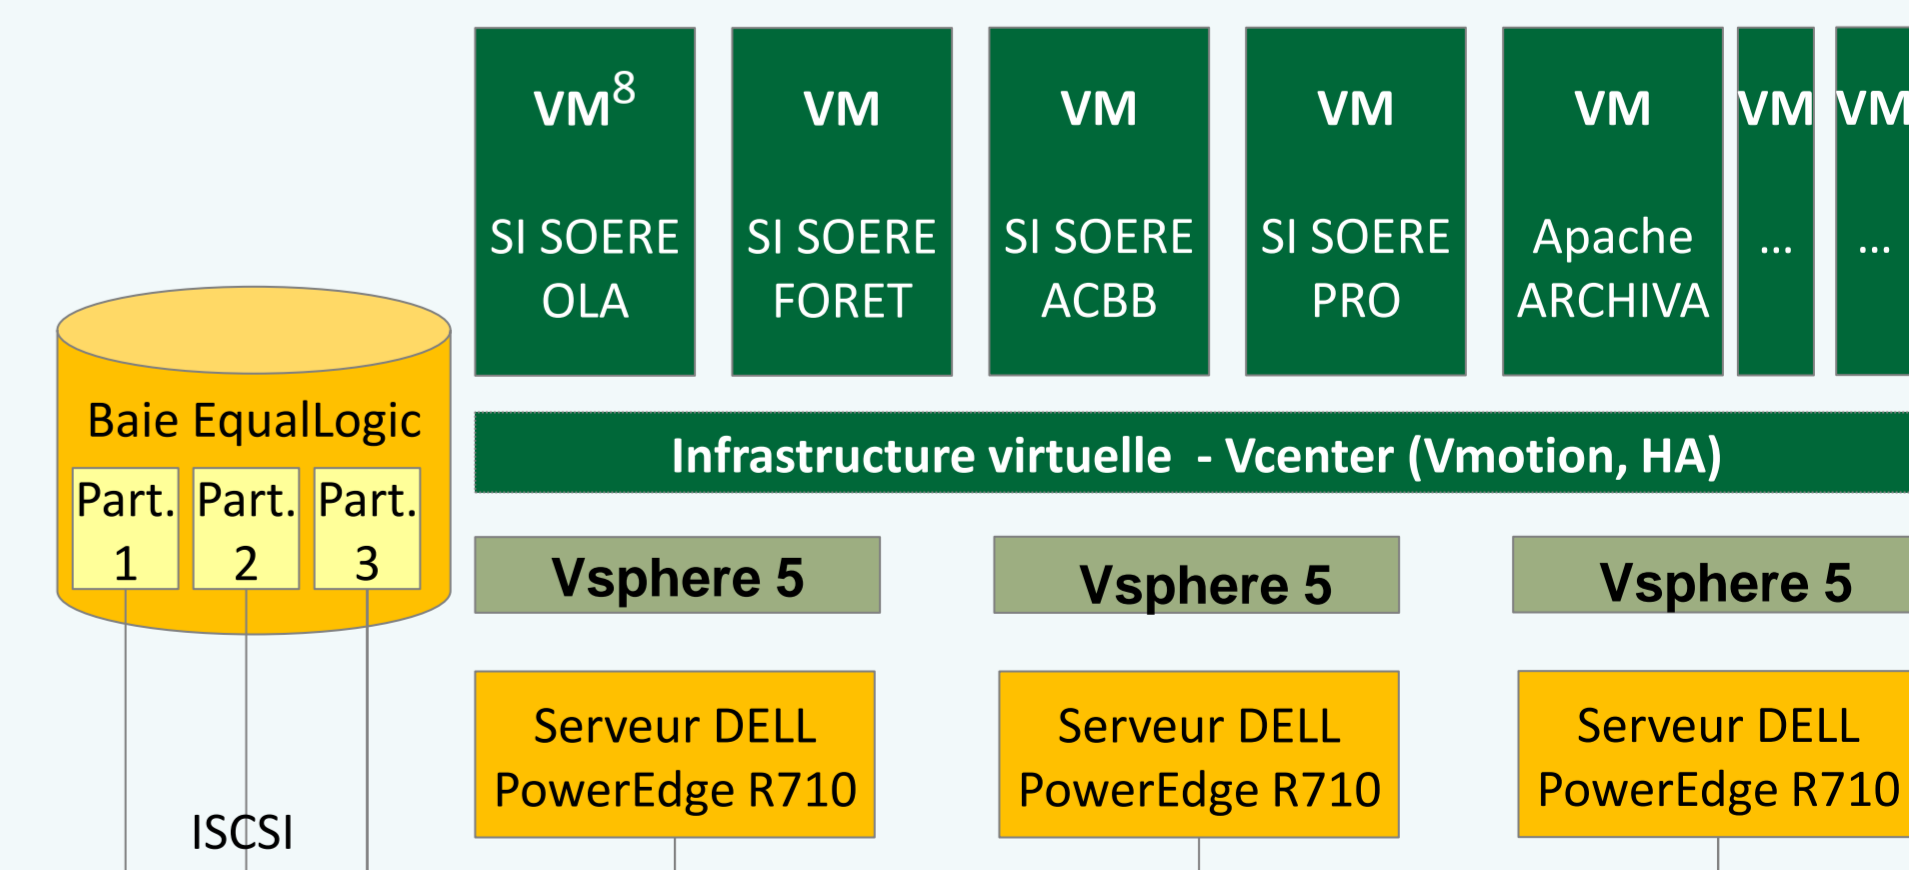 VM⁸
SI SOERE
OLA
VM
SI SOERE
FORET
VM
SI SOERE
ACBB
VM
SI SOERE
PRO
VM
Apache
ARCHIVA
VM
...
VM
...
Baie EqualLogic
Part.
1
Part.
2
Part.
3
ISCSI
Infrastructure virtuelle - Vcenter (Vmotion, HA)
Vsphere 5
Vsphere 5
Vsphere 5
Serveur DELL
PowerEdge R710
Serveur DELL
PowerEdge R710
Serveur DELL
PowerEdge R710